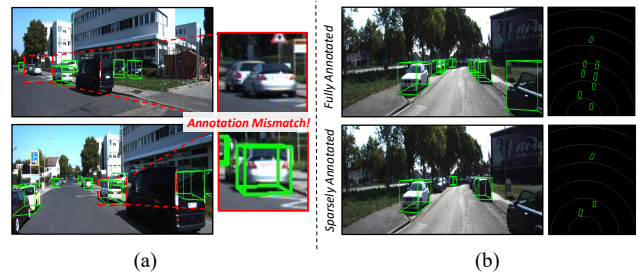 Annotation Mismatch!
(a)
Fully Annotated
Sparsely Annotated
(b)